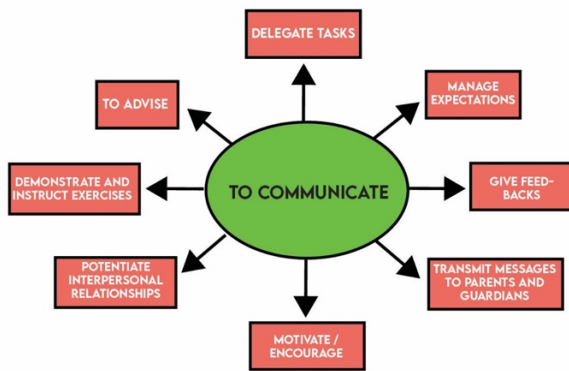 DELEGATE TASKS
MANAGE
EXPECTATIONS
TO ADVISE
GIVE FEED-
BACKS
TO COMMUNICATE
DEMONSTRATE AND
INSTRUCT EXERCISES
POTENTIATE
INTERPERSONAL
RELATIONSHIPS
TRANSMIT MESSAGES
TO PARENTS AND
GUARDIANS
MOTIVATE /
ENCOURAGE